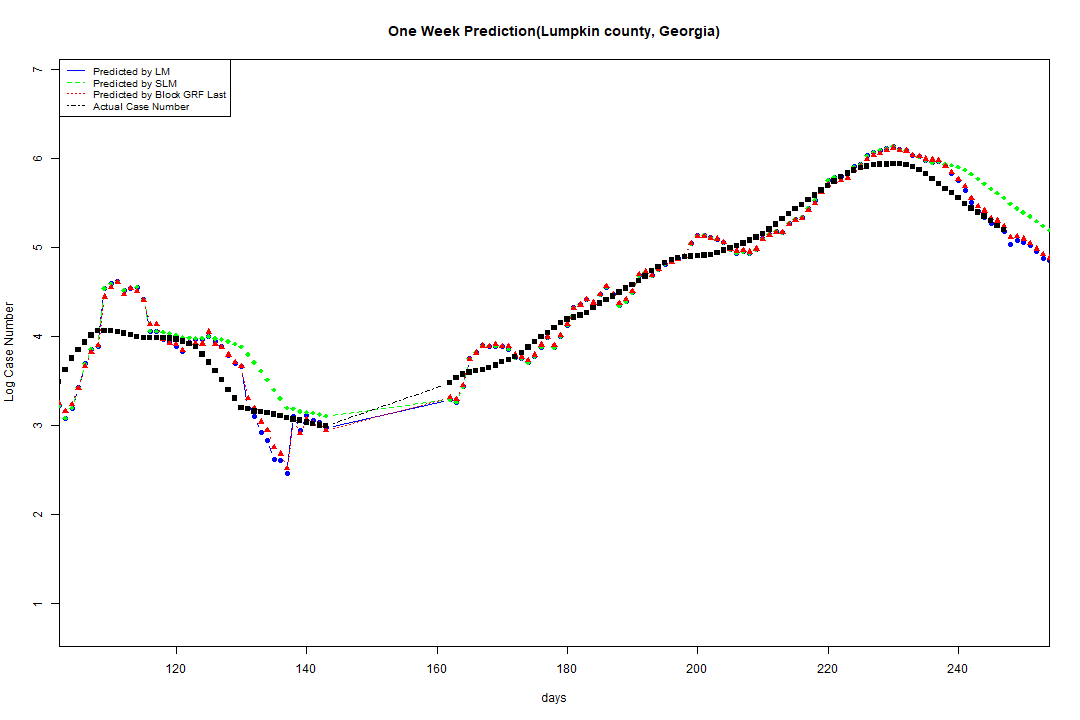 One Week Prediction(Lumpkin county, Georgia)
Predicted by LM
Predicted by SLM
Predicted by Block GRF Last
Actual Case Number
7
6
5
4
3
2
1
Log Case Number
120 140 160 180 200 220 240
days